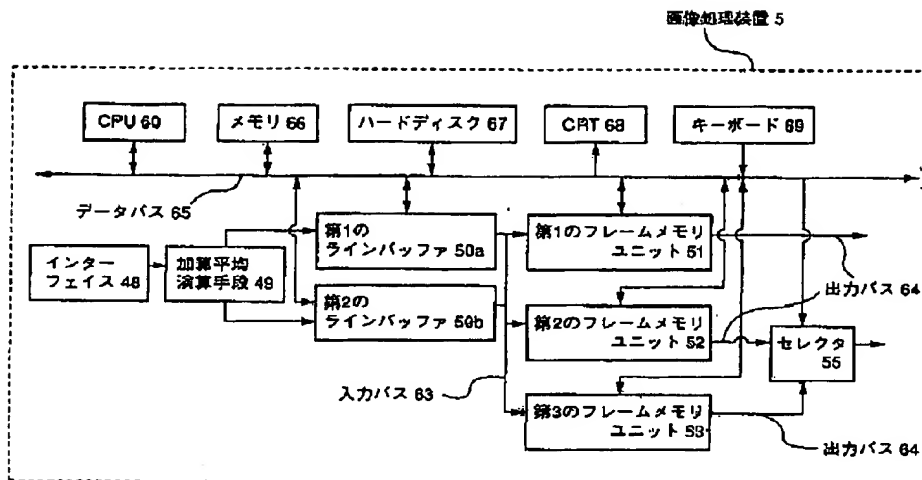 画像処理装置 5
CPU 60
メモリ 66
ハードディスク 67
CRT 68
キーボード 69
データバス 65
第1の
ラインバッファ 50a
第1のフレームメモリ
ユニット 51
インター
フェイス 48
加算平均
演算手段 49
出力バス 64
第2の
ラインバッファ 50b
第2のフレームメモリ
ユニット 52
セレクタ
55
入力バス 63
第3のフレームメモリ
ユニット 53
出力バス 64